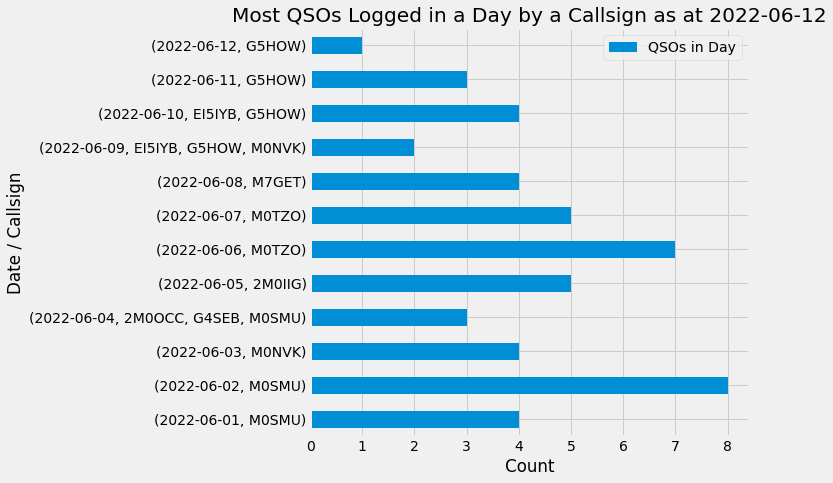 Most QSOs Logged in a Day by a Callsign as at 2022-06-12
QSOs in Day
Date / Callsign
(2022-06-12, G5HOW)
(2022-06-11, G5HOW)
(2022-06-10, EI5IYB, G5HOW)
(2022-06-09, EI5IYB, G5HOW, M0NVK)
(2022-06-08, M7GET)
(2022-06-07, M0TZO)
(2022-06-06, M0TZO)
(2022-06-05, 2M0IIG)
(2022-06-04, 2M0OCC, G4SEB, M0SMU)
(2022-06-03, M0NVK)
(2022-06-02, M0SMU)
(2022-06-01, M0SMU)
0 1 2 3 4 5 6 7 8
Count